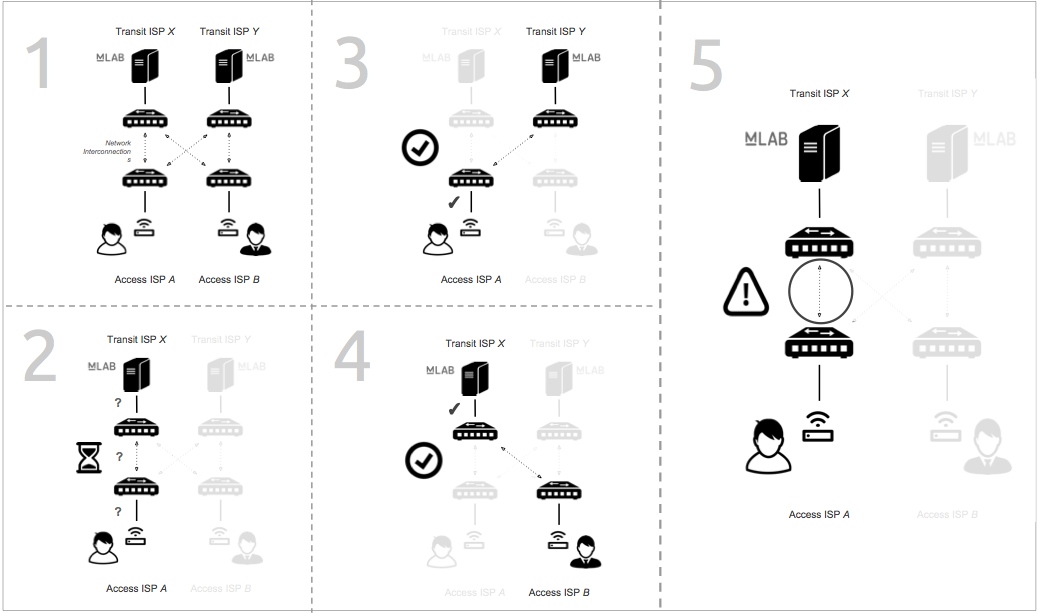 1
Transit ISP X
Transit ISP Y
MLAB
MLAB
Network
Interconnection
s
Access ISP A
Access ISP B
2
Transit ISP X
Transit ISP Y
MLAB
MLAB
?
?
?
Access ISP A
Access ISP B
3
Transit ISP X
Transit ISP Y
MLAB
MLAB
Access ISP A
Access ISP B
4
Transit ISP X
Transit ISP Y
MLAB
MLAB
Access ISP A
Access ISP B
5
Transit ISP X
Transit ISP Y
MLAB
MLAB
!
Access ISP A
Access ISP B